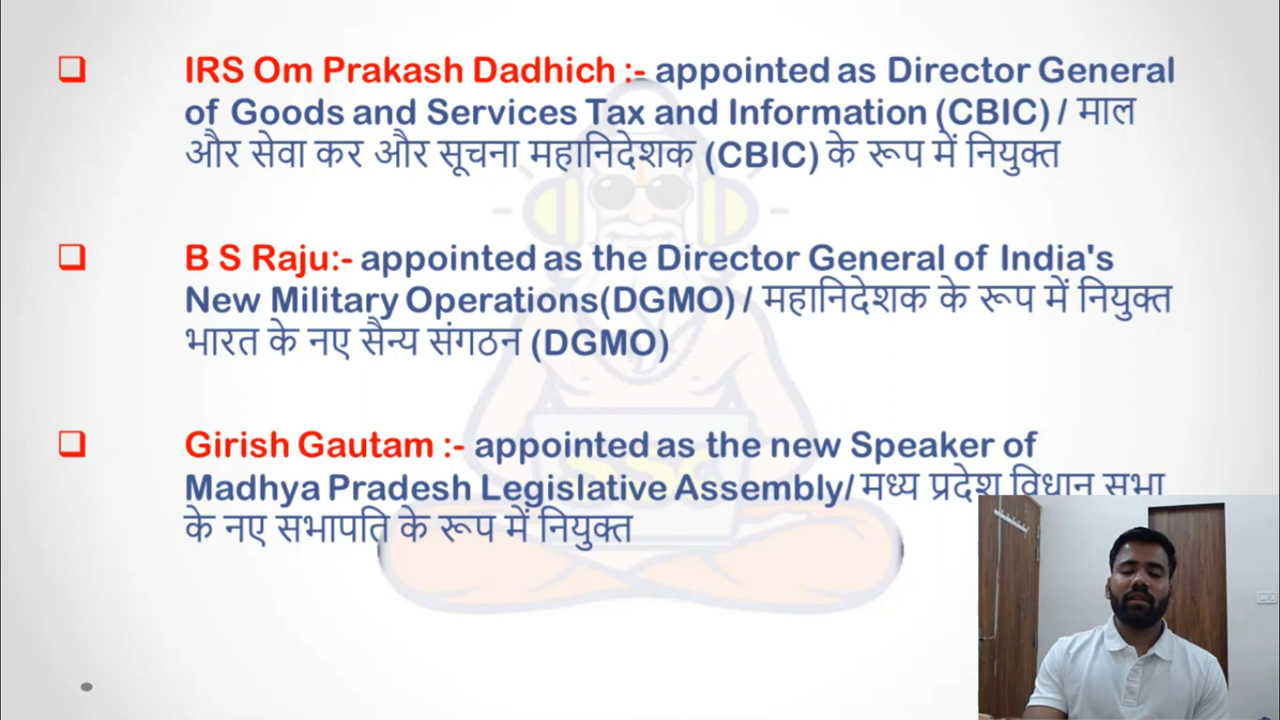 IRS Om Prakash Dadhich :- appointed as Director General
of Goods and Services Tax and Information (CBIC) / माल
और सेवा कर और सूचना महानिदेशक (CBIC) के रूप में नियुक्त
B S Raju:- appointed as the Director General of India's
New Military Operations(DGMO) / महानिदेशक के रूप में नियुक्त
भारत के नए सैन्य संगठन (DGMO)
Girish Gautam :- appointed as the new Speaker of
Madhya Pradesh Legislative Assembly/ मध्य प्रदेश विधान सभा
के नए सभापति के रूप में नियुक्त
SSC